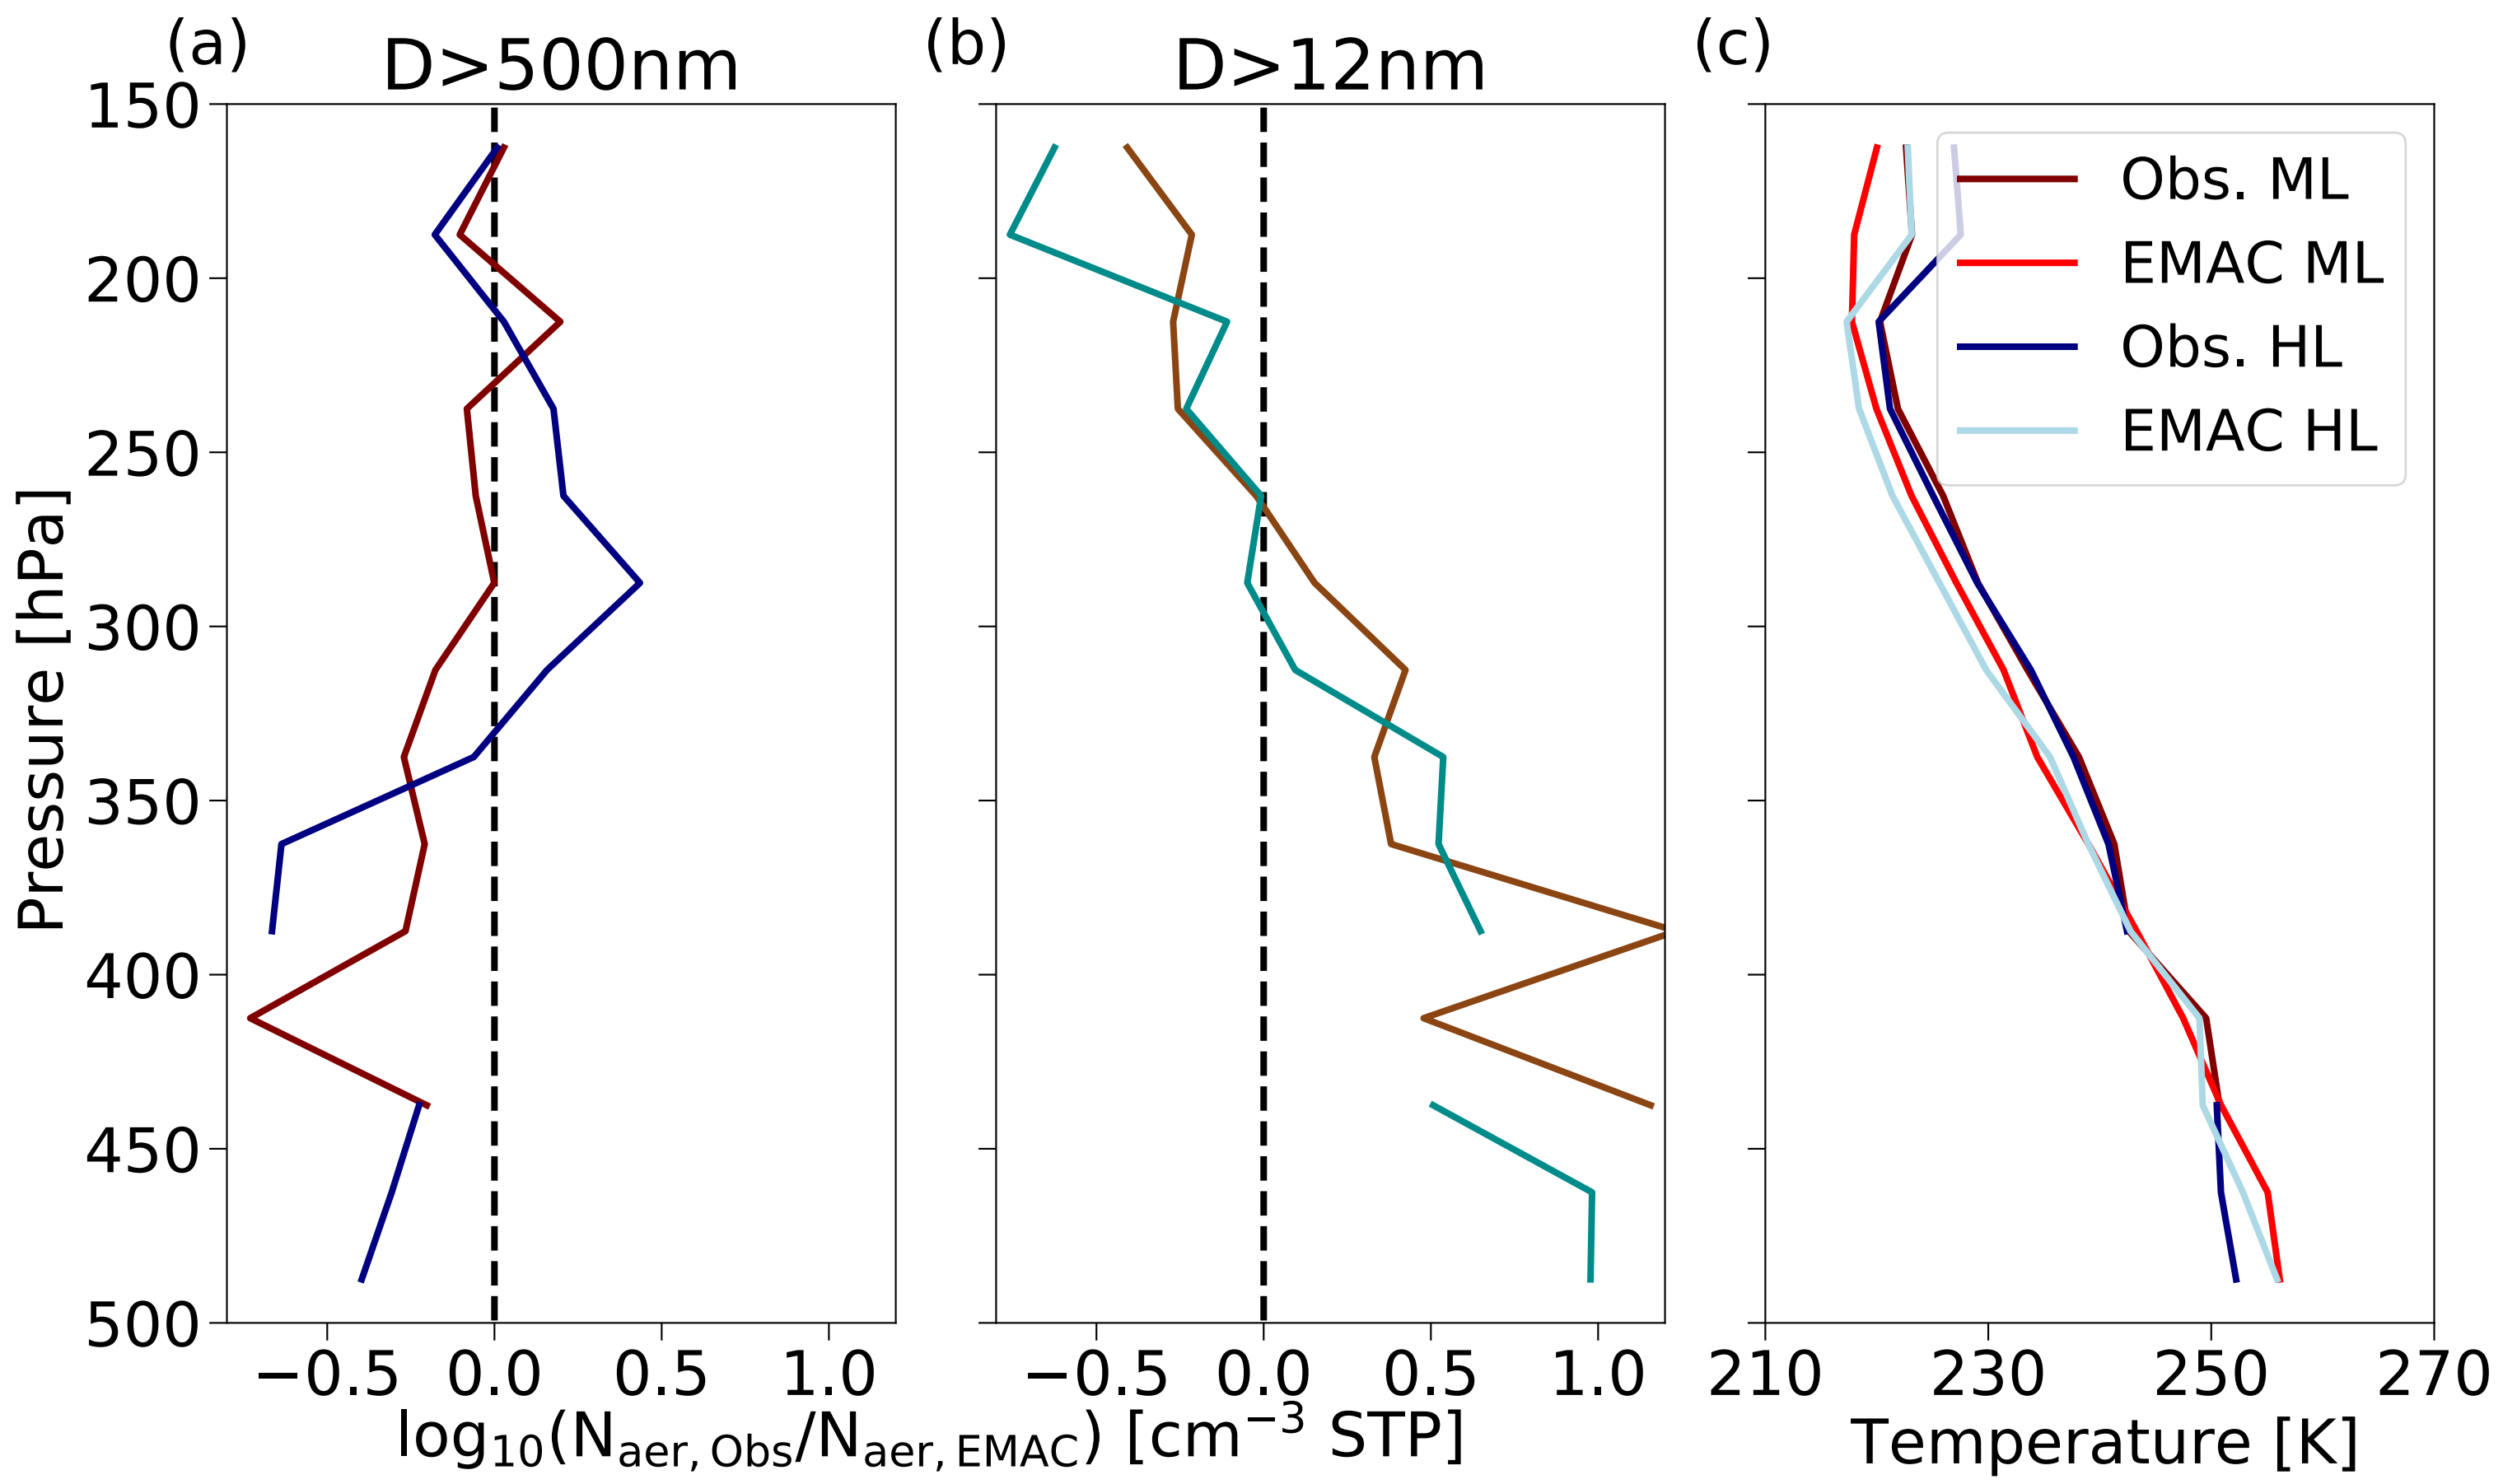 (a)
D>500nm
(b)
D>12nm
(c)
150
200
250
300
350
400
450
500
Pressure [hPa]
Obs. ML
EMAC ML
Obs. HL
EMAC HL
−0.5 0.0 0.5 1.0
−0.5 0.0 0.5 1.0
210 230 250 270
log₁₀(Naer, Obs/Naer, EMAC) [cm⁻³ STP]
Temperature [K]